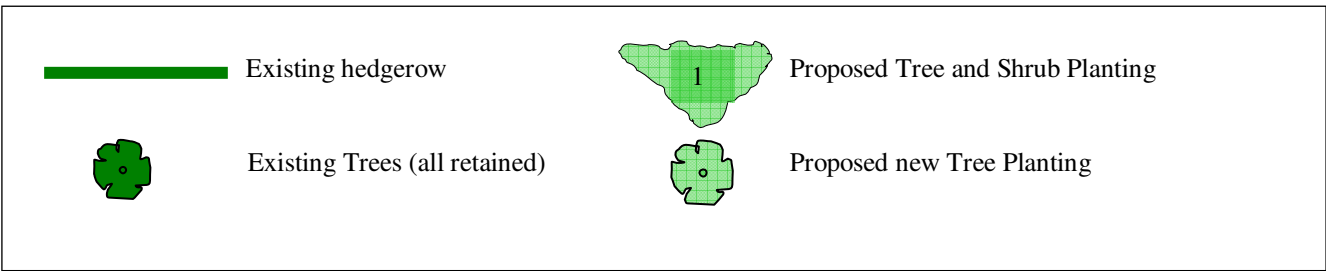 Existing hedgerow
1
Proposed Tree and Shrub Planting
Existing Trees (all retained)
Proposed new Tree Planting